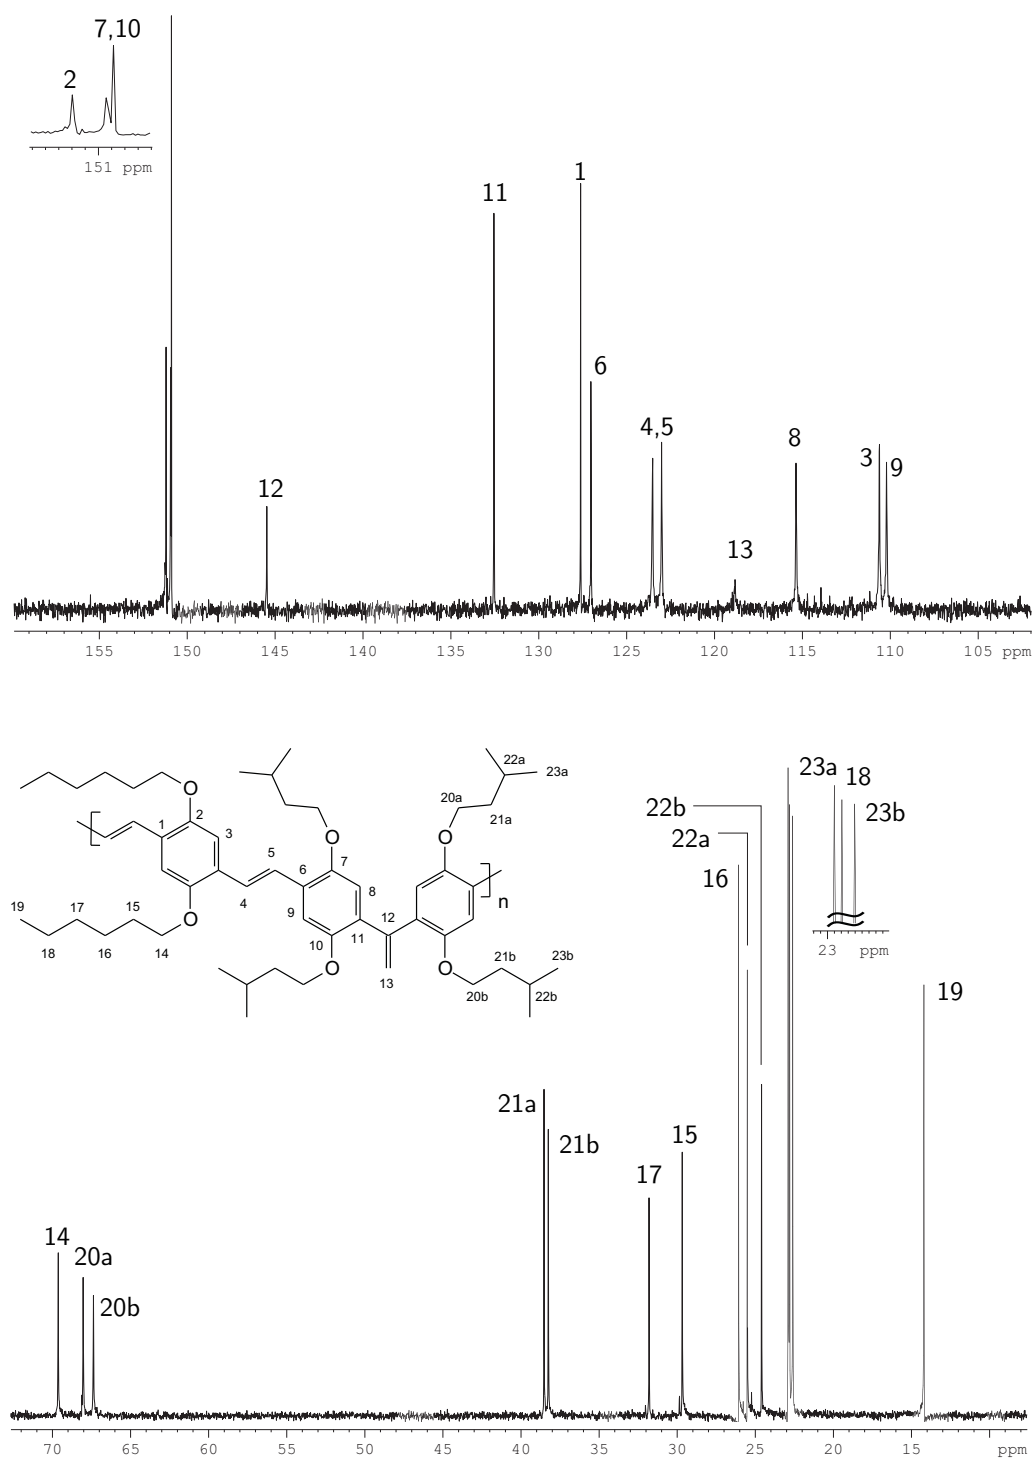 7,10
2
151 ppm
11
1
6
4,5
12
8
3
9
13
155 150 145 140 135 130 125 120 115 110 105 ppm
22a
23a
20a
21a
O
O
2
1
3
5
O
7
6
8
O
n
4
9
12
19
17
15
O
10
11
18
16
14
O
13
O
21b
23b
20b
22b
23a
18
22b
23b
22a
16
23 ppm
19
21a
21b
15
17
14
20a
20b
70 65 60 55 50 45 40 35 30 25 20 15 ppm